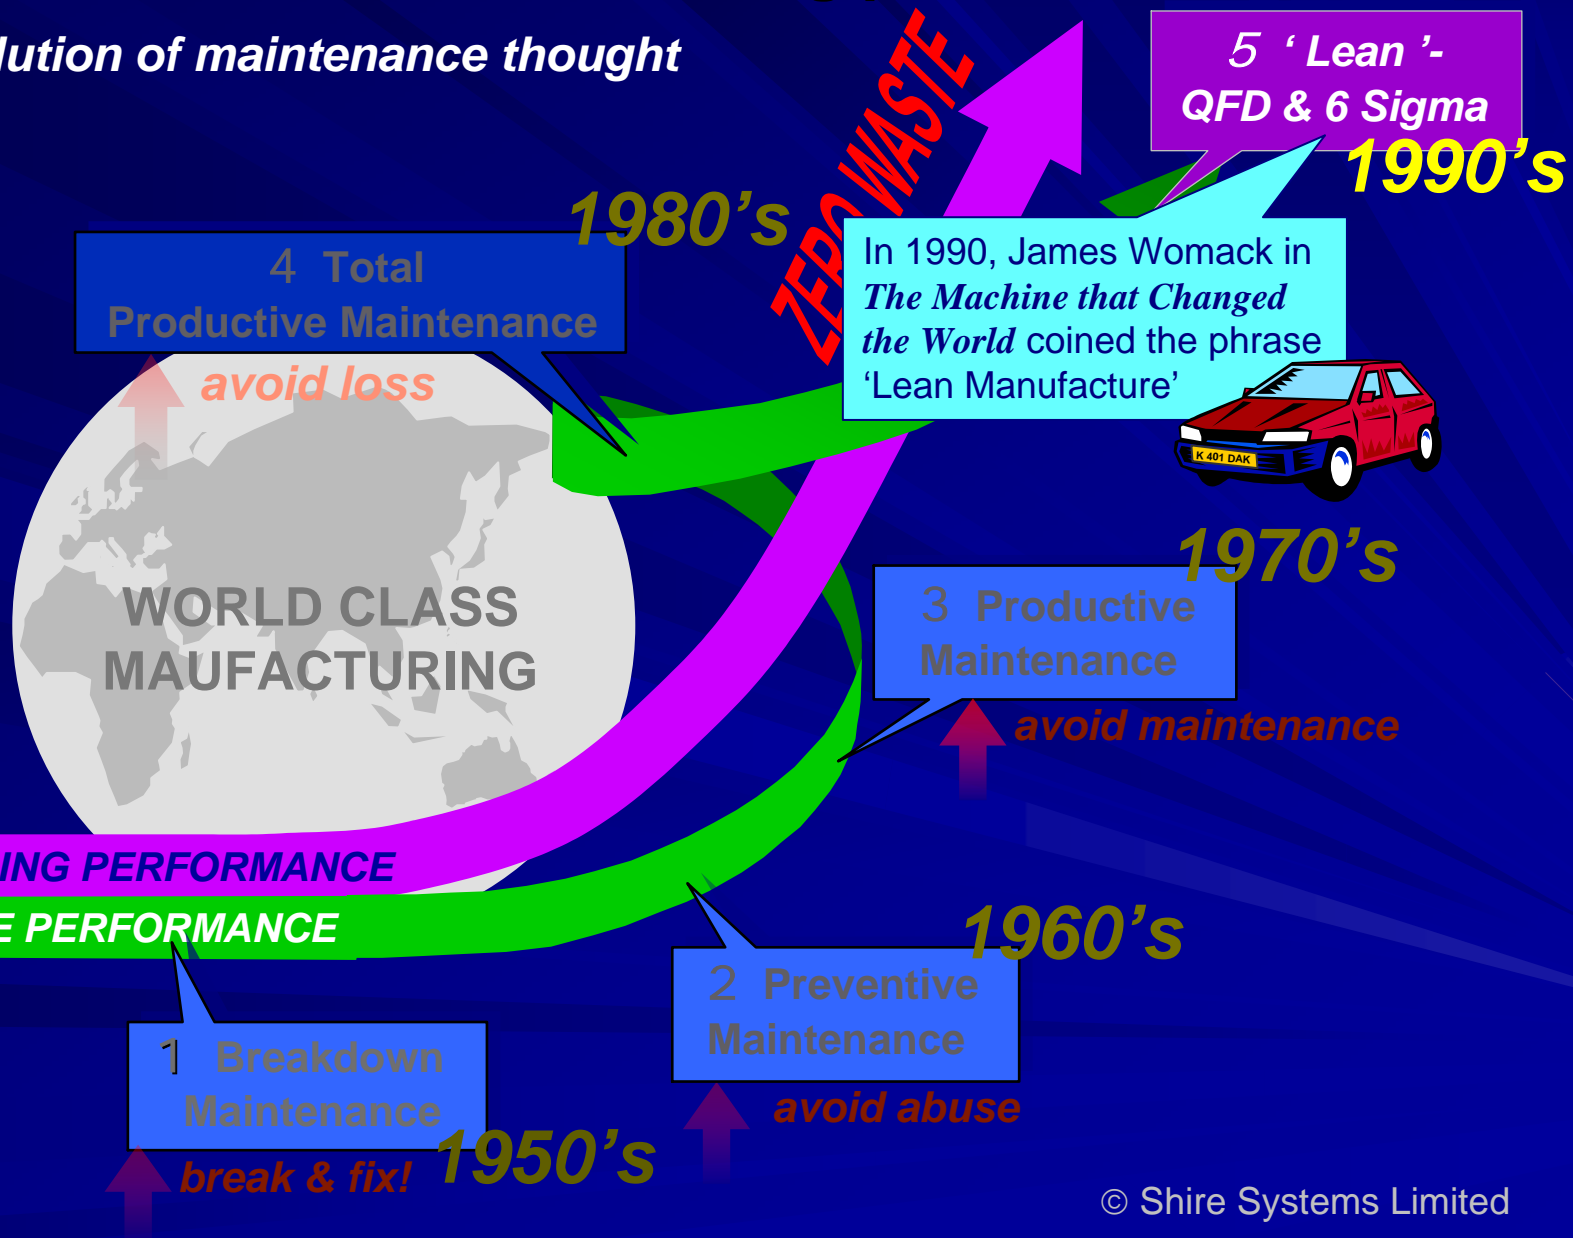 lution of maintenance thought
5 ‘ Lean ’-
QFD & 6 Sigma
1990’s
ZERO WASTE
1980’s
4 Total
Productive Maintenance
avoid loss
In 1990, James Womack in
The Machine that Changed
the World coined the phrase
‘Lean Manufacture’
K 401 DAK
1970’s
3 Productive
Maintenance
avoid maintenance
WORLD CLASS
MAUFACTURING
ING PERFORMANCE
E PERFORMANCE
1960’s
2 Preventive
Maintenance
avoid abuse
1 Breakdown
Maintenance
1950’s
break & fix!
© Shire Systems Limited